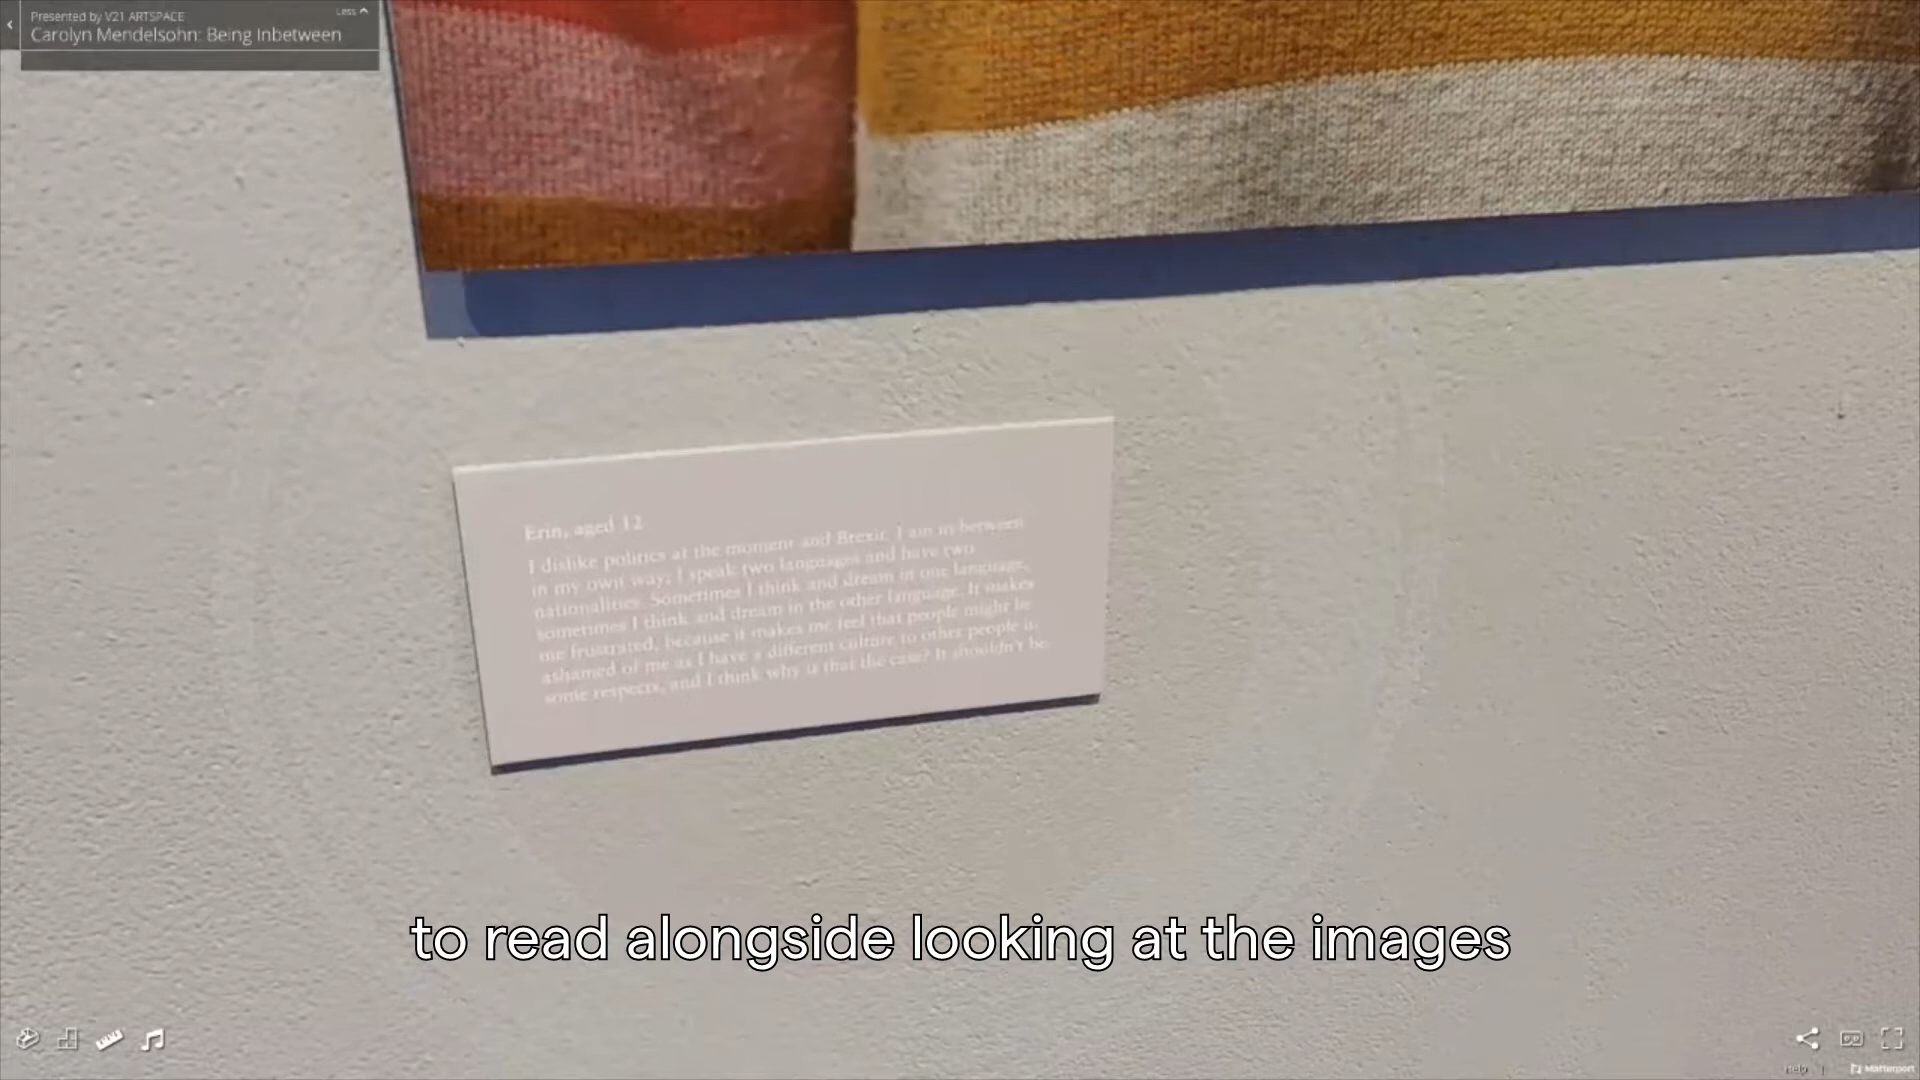 Presented by V21 ARTSPACE
Less
Carolyn Mendelsohn: Being Inbetween
Erin, aged 12
I dislike politics at the moment and Brexit. I am in between
in my own way; I speak two languages and have two
nationalities. Sometimes I think and dream in one language,
sometimes I think and dream in the other language. It makes
me frustrated, because it makes me feel that people might be
ashamed of me as I have a different culture to other people in
some respects, and I think why is that the case? It shouldn't be.
to read alongside looking at the images
Help
Matterport